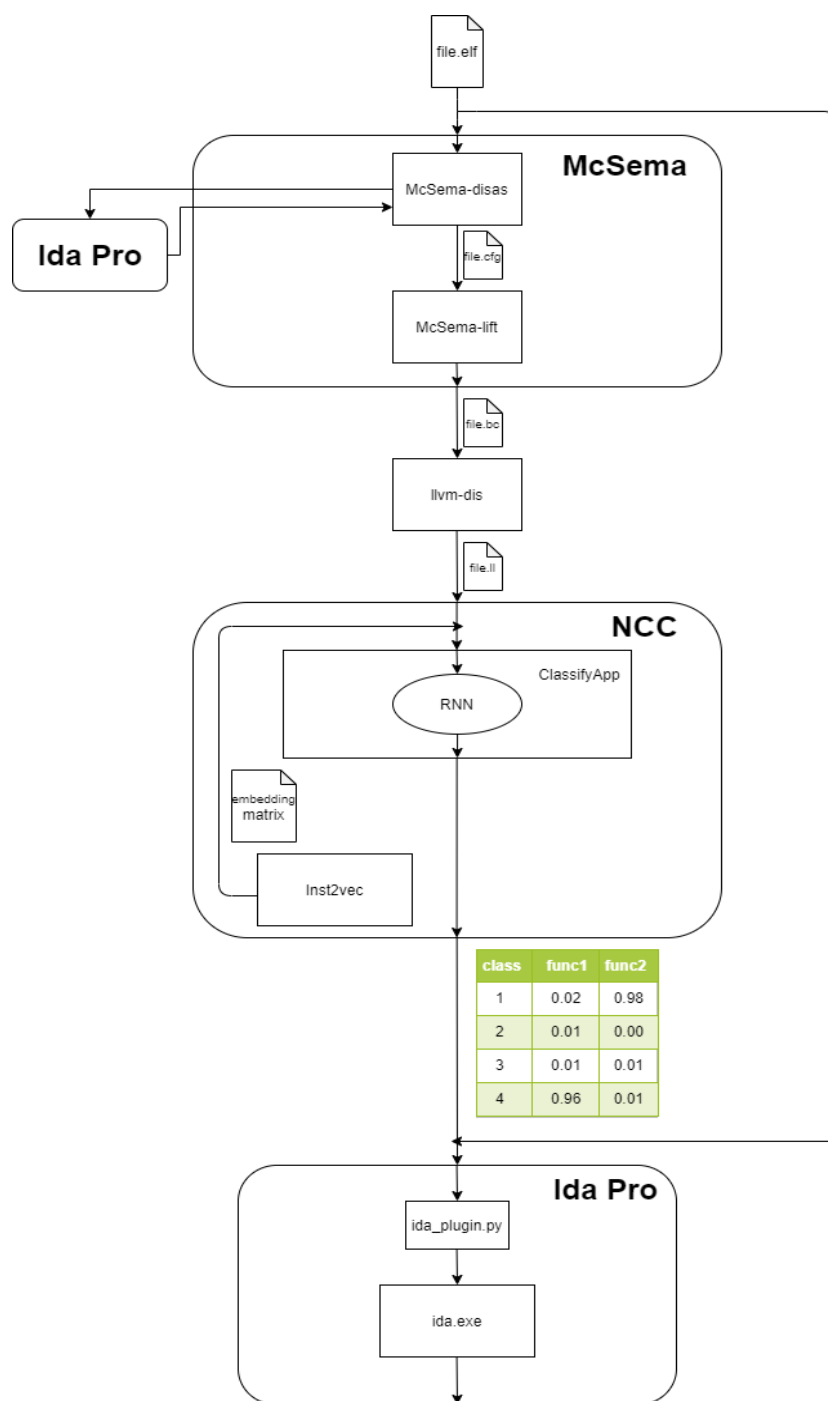 file.elf
McSema
McSema-disas
Ida Pro
file.cfg
McSema-lift
file.bc
llvm-dis
file.ll
NCC
ClassifyApp
RNN
embedding
matrix
Inst2vec
class func1 func2
1 0.02 0.98
2 0.01 0.00
3 0.01 0.01
4 0.96 0.01
Ida Pro
ida_plugin.py
ida.exe